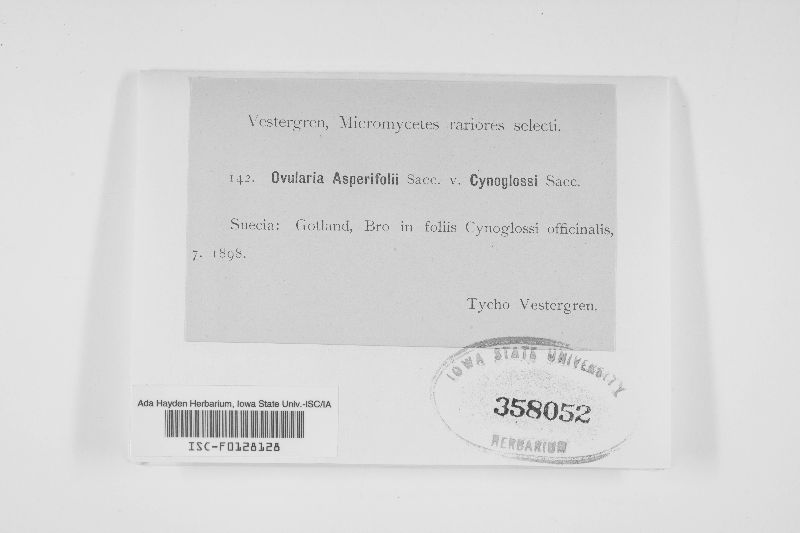 Vestergren, Micromycetes rariores selecti.
142. Ovularia Asperifolii Sacc. v. Cynoglossi Sacc.
Suecia: Gotland, Bro in foliis Cynoglossi officinalis,
7. 1898.
Tycho Vestergren.
IOWA STATE UNIVERSITY
358052
HERBARIUM
Ada Hayden Herbarium, Iowa State Univ.-ISC/IA
ISC-F0128128